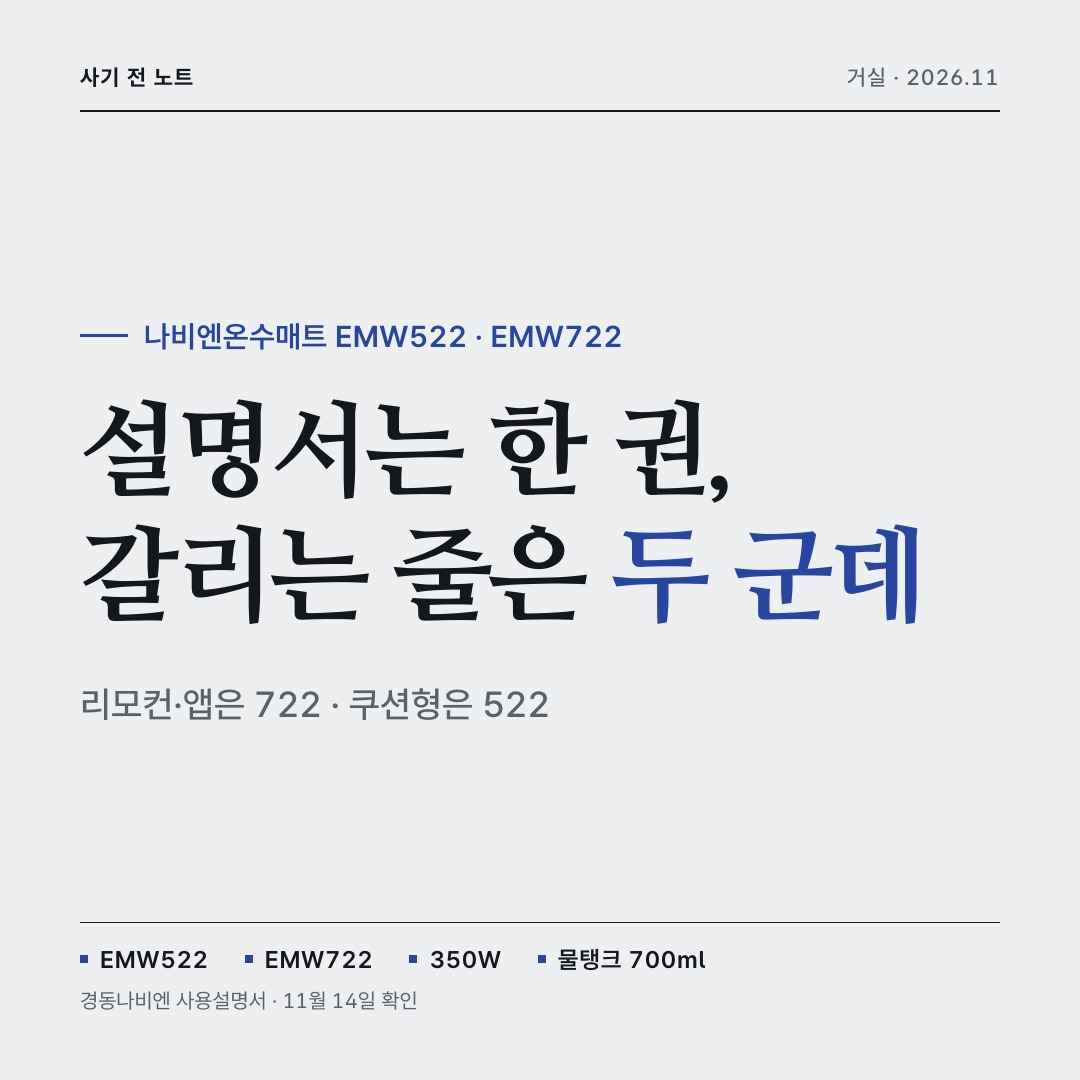 사기 전 노트
거실 · 2026.11
나비엔온수매트 EMW522 · EMW722
설명서는 한 권,
갈리는 줄은 두 군데
리모컨·앱은 722 · 쿠션형은 522
EMW522 EMW722 350W 물탱크 700ml
경동나비엔 사용설명서 · 11월 14일 확인